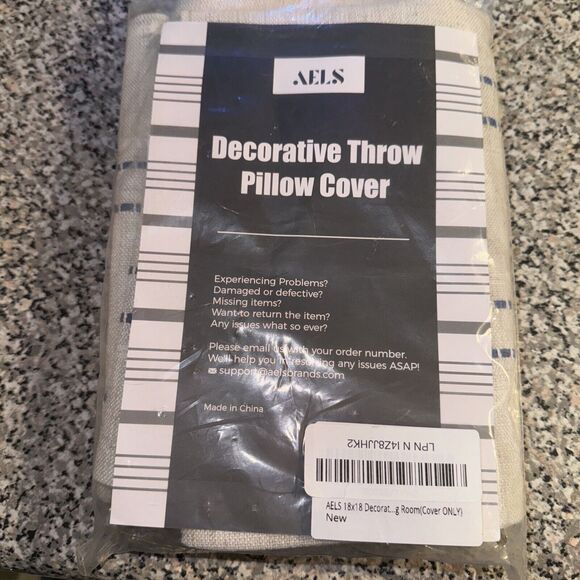 AELS
Decorative Throw
Pillow Cover
Experiencing Problems?
Damaged or defective?
Missing items?
Want to return the item?
Any issues what so ever?
Please email us with your order number.
We'll help you in resolving any issues ASAP!
support@aelsbrands.com
Made in China
LPN N I4Z8JJHK2
AELS 18x18 Decorat...g Room(Cover ONLY)
New